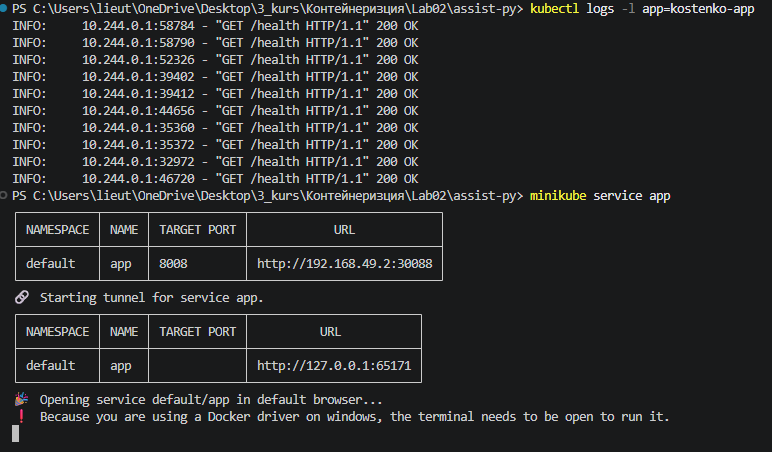 PS C:\Users\lieut\OneDrive\Desktop\3_kurs\Контейнеризция\Lab02\assist-py> kubectl logs -l app=kostenko-app
INFO:     10.244.0.1:58784 - "GET /health HTTP/1.1" 200 OK
INFO:     10.244.0.1:58790 - "GET /health HTTP/1.1" 200 OK
INFO:     10.244.0.1:52326 - "GET /health HTTP/1.1" 200 OK
INFO:     10.244.0.1:39402 - "GET /health HTTP/1.1" 200 OK
INFO:     10.244.0.1:39412 - "GET /health HTTP/1.1" 200 OK
INFO:     10.244.0.1:44656 - "GET /health HTTP/1.1" 200 OK
INFO:     10.244.0.1:35360 - "GET /health HTTP/1.1" 200 OK
INFO:     10.244.0.1:35372 - "GET /health HTTP/1.1" 200 OK
INFO:     10.244.0.1:32972 - "GET /health HTTP/1.1" 200 OK
INFO:     10.244.0.1:46720 - "GET /health HTTP/1.1" 200 OK
PS C:\Users\lieut\OneDrive\Desktop\3_kurs\Контейнеризция\Lab02\assist-py> minikube service app
NAMESPACE NAME TARGET PORT URL
default app 8008 http://192.168.49.2:30088
Starting tunnel for service app.
NAMESPACE NAME TARGET PORT URL
default app http://127.0.0.1:65171
Opening service default/app in default browser...
Because you are using a Docker driver on windows, the terminal needs to be open to run it.